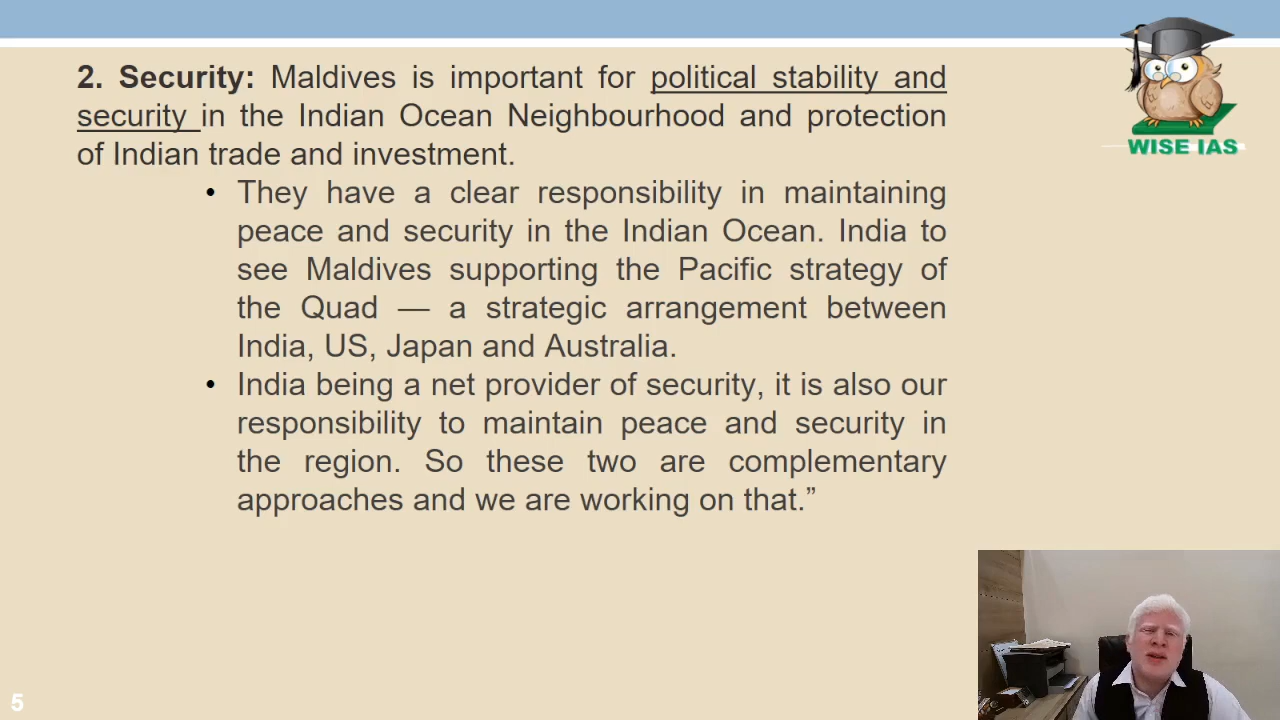 2. Security: Maldives is important for political stability and
security in the Indian Ocean Neighbourhood and protection
of Indian trade and investment.
• They have a clear responsibility in maintaining
peace and security in the Indian Ocean. India to
see Maldives supporting the Pacific strategy of
the Quad — a strategic arrangement between
India, US, Japan and Australia.
• India being a net provider of security, it is also our
responsibility to maintain peace and security in
the region. So these two are complementary
approaches and we are working on that.”
WISE IAS
5